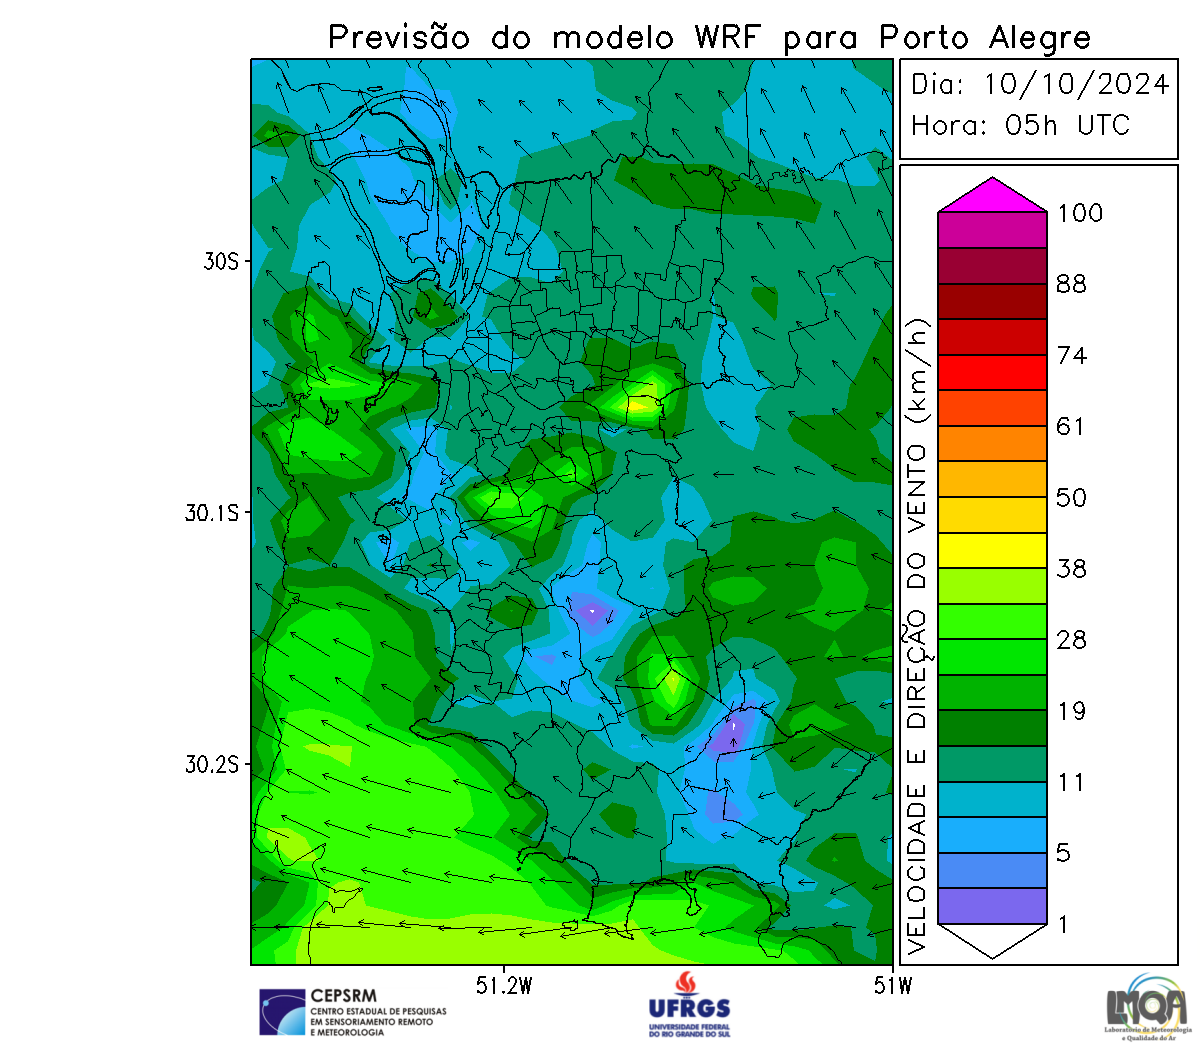 Previsão do modelo WRF para Porto Alegre
Dia: 10/10/2024
Hora: 05h UTC
30S
30.1S
30.2S
51.2W
51W
VELOCIDADE E DIREÇÃO DO VENTO (km/h)
100
88
74
61
50
38
28
19
11
5
1
CEPSRM
CENTRO ESTADUAL DE PESQUISAS
EM SENSORIAMENTO REMOTO
E METEOROLOGIA
UFRGS
UNIVERSIDADE FEDERAL
DO RIO GRANDE DO SUL
LMQA
Laboratório de Meteorologia
e Qualidade do Ar